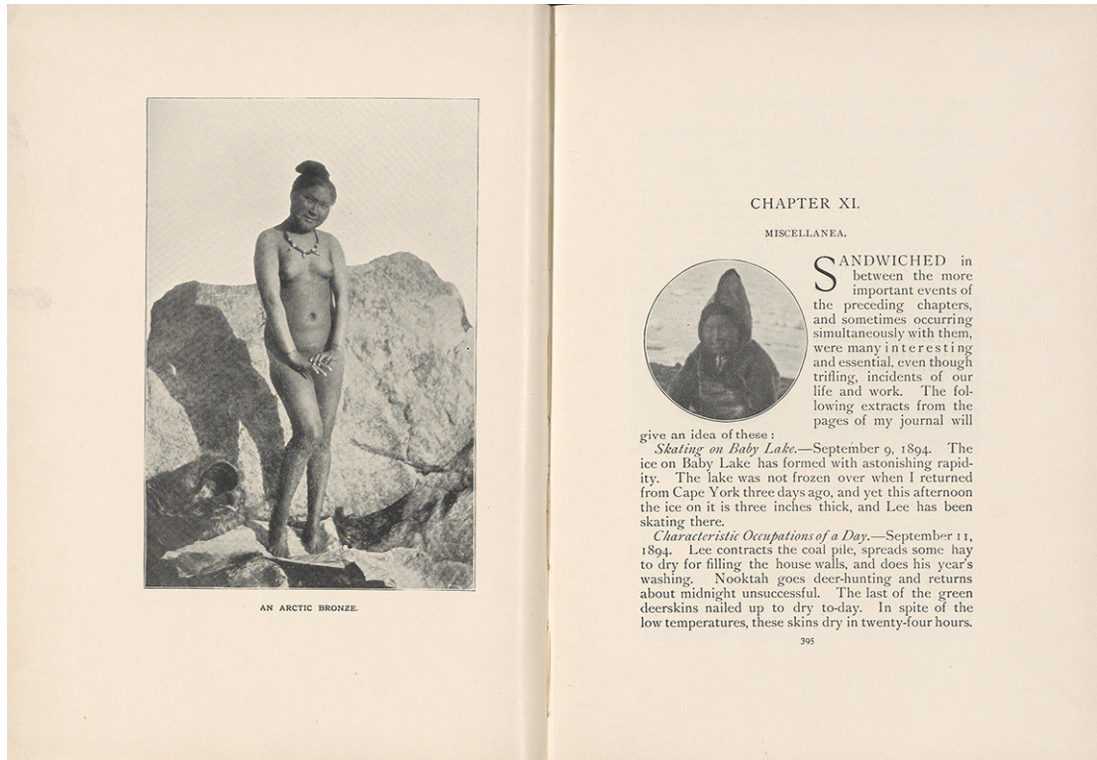 AN ARCTIC BRONZE.
CHAPTER XI.
MISCELLANEA.
SANDWICHED in
between the more
important events of
the preceding chapters,
and sometimes occurring
simultaneously with them,
were many interesting
and essential, even though
trifling, incidents of our
life and work. The fol-
lowing extracts from the
pages of my journal will
give an idea of these :
Skating on Baby Lake.—September 9, 1894. The
ice on Baby Lake has formed with astonishing rapid-
ity. The lake was not frozen over when I returned
from Cape York three days ago, and yet this afternoon
the ice on it is three inches thick, and Lee has been
skating there.
Characteristic Occupations of a Day.—September 11,
1894. Lee contracts the coal pile, spreads some hay
to dry for filling the house walls, and does his year's
washing. Nooktah goes deer-hunting and returns
about midnight unsuccessful. The last of the green
deerskins nailed up to dry to-day. In spite of the
low temperatures, these skins dry in twenty-four hours.
395